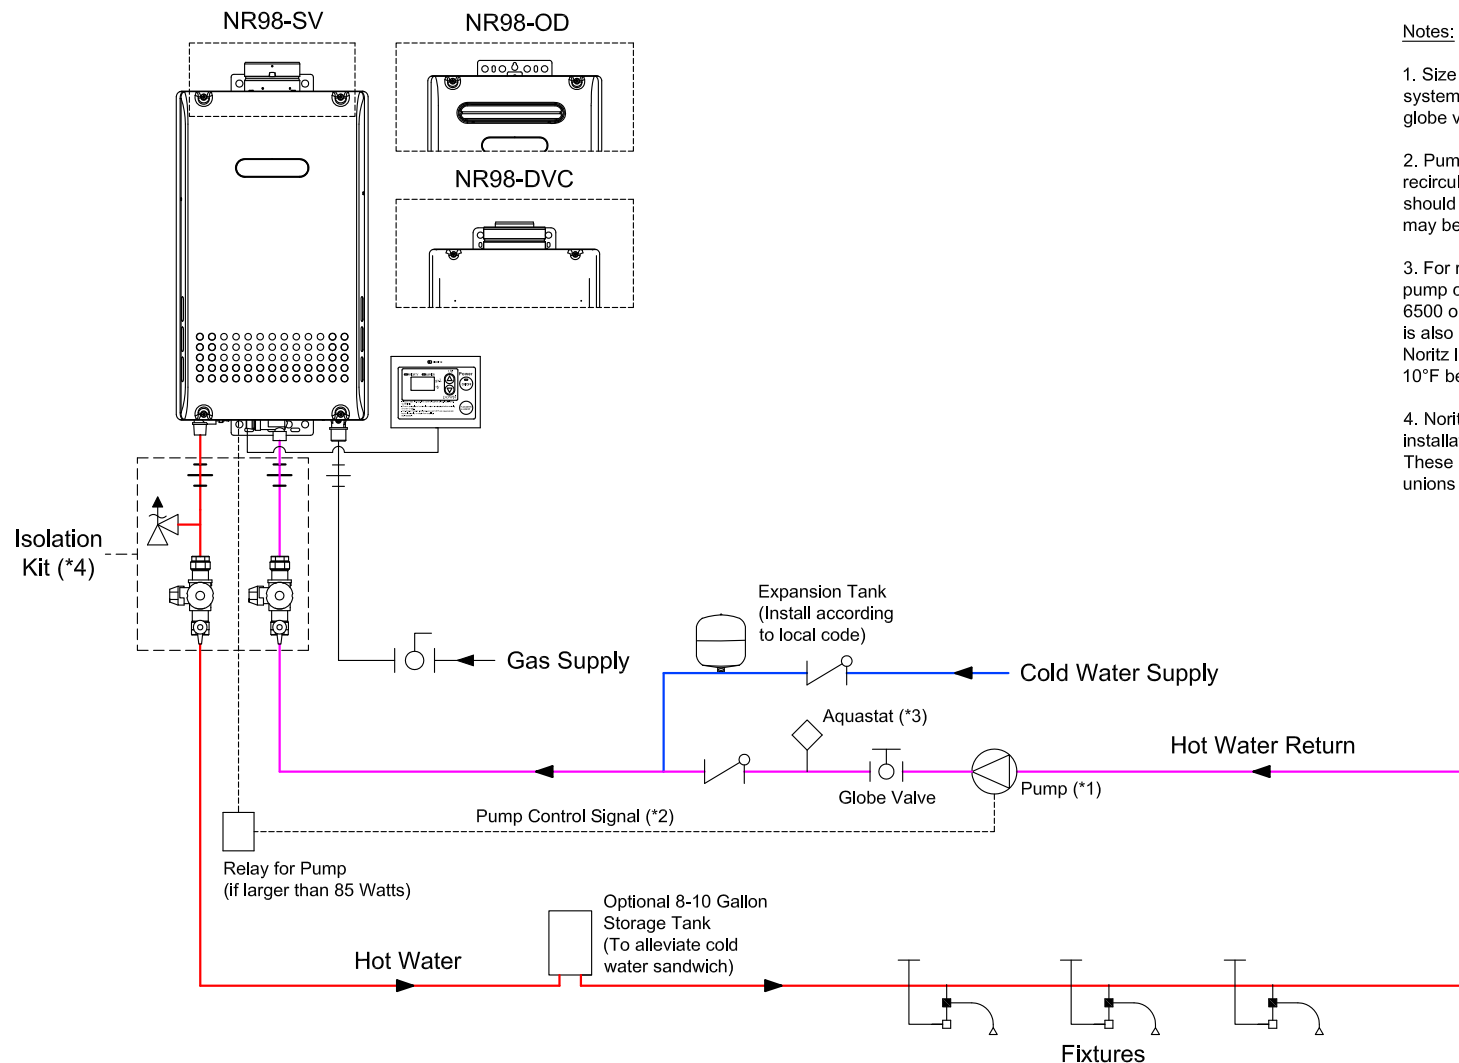 NR98-SV
NR98-OD
NR98-DVC
Notes:
1. Size
system
globe v
2. Pum
recircul
should
may be
3. For r
pump o
6500 o
is also
Noritz I
10°F be
4. Norit
installa
These
unions
Isolation
Kit (*4)
Gas Supply
Expansion Tank
(Install according
to local code)
Cold Water Supply
Aquastat (*3)
Hot Water Return
Globe Valve
Pump (*1)
Pump Control Signal (*2)
Relay for Pump
(if larger than 85 Watts)
Optional 8-10 Gallon
Storage Tank
(To alleviate cold
water sandwich)
Hot Water
Fixtures